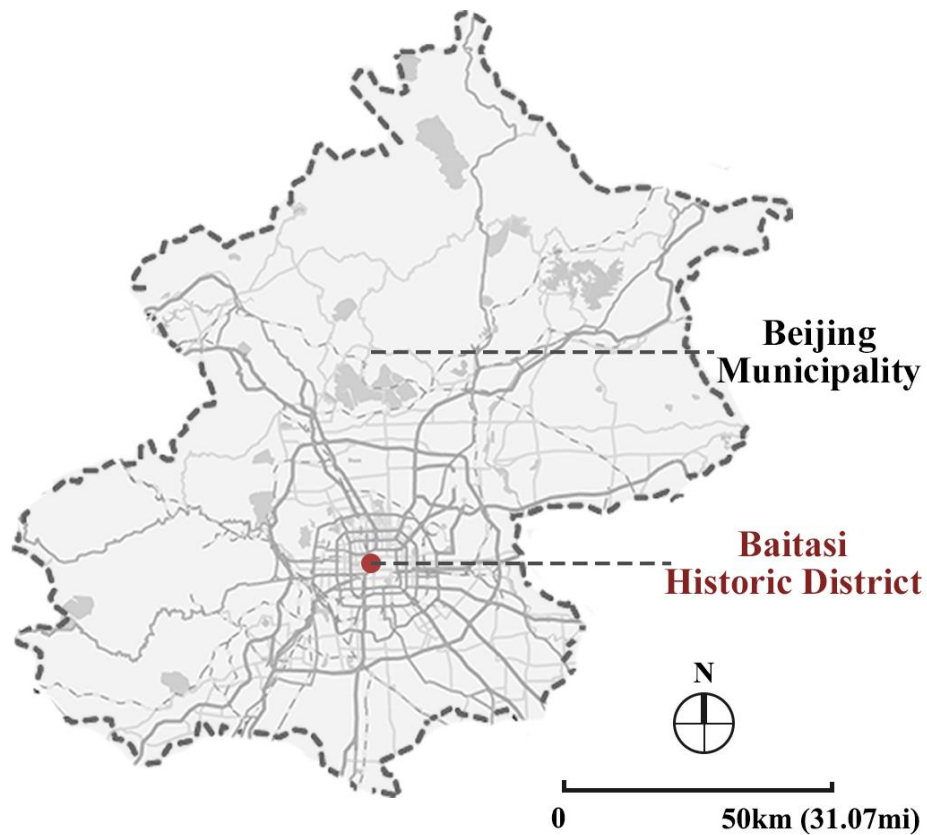 Beijing
Municipality
Baitasi
Historic District
N
0 50km (31.07mi)